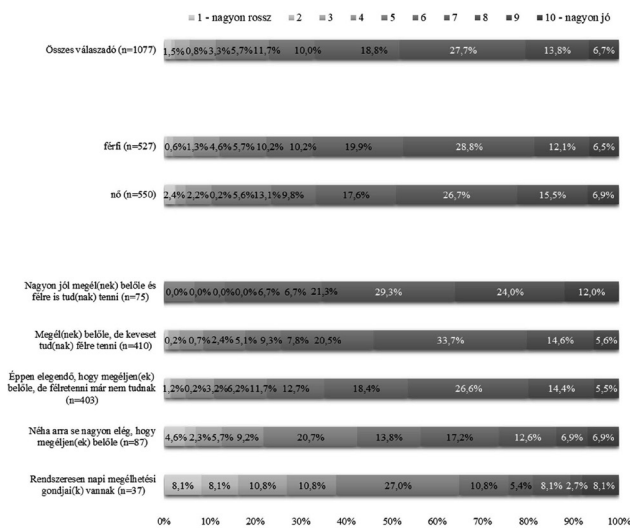 1 - nagyon rossz 2 3 4 5 6 7 8 9 10 - nagyon jó
Összes válaszadó (n=1077) 1,5% 0,8% 3,3% 5,7% 11,7% 10,0% 18,8% 27,7% 13,8% 6,7%
férfi (n=527) 0,6% 1,3% 4,6% 5,7% 10,2% 10,2% 19,9% 28,8% 12,1% 6,5%
nő (n=550) 2,4% 2,2% 0,2% 5,6% 13,1% 9,8% 17,6% 26,7% 15,5% 6,9%
Nagyon jól megél(nek) belőle és
félre is tud(nak) tenni (n=75) 0,0% 0,0% 0,0% 0,0% 6,7% 6,7% 21,3% 29,3% 24,0% 12,0%
Megél(nek) belőle, de keveset
tud(nak) félre tenni (n=410) 0,2% 0,7% 2,4% 5,1% 9,3% 7,8% 20,5% 33,7% 14,6% 5,6%
Éppen elegendő, hogy megéljen(ek)
belőle, de félretenni már nem tudnak 1,2% 0,2% 3,2% 6,2% 11,7% 12,7% 18,4% 26,6% 14,4% 5,5%
(n=403)
Néha arra se nagyon elég, hogy
megéljen(ek) belőle (n=87) 4,6% 2,3% 5,7% 9,2% 20,7% 13,8% 17,2% 12,6% 6,9% 6,9%
Rendszeresen napi megélhetési
gondjai(k) vannak (n=37) 8,1% 8,1% 10,8% 10,8% 27,0% 10,8% 5,4% 8,1% 2,7% 8,1%
0% 10% 20% 30% 40% 50% 60% 70% 80% 90% 100%